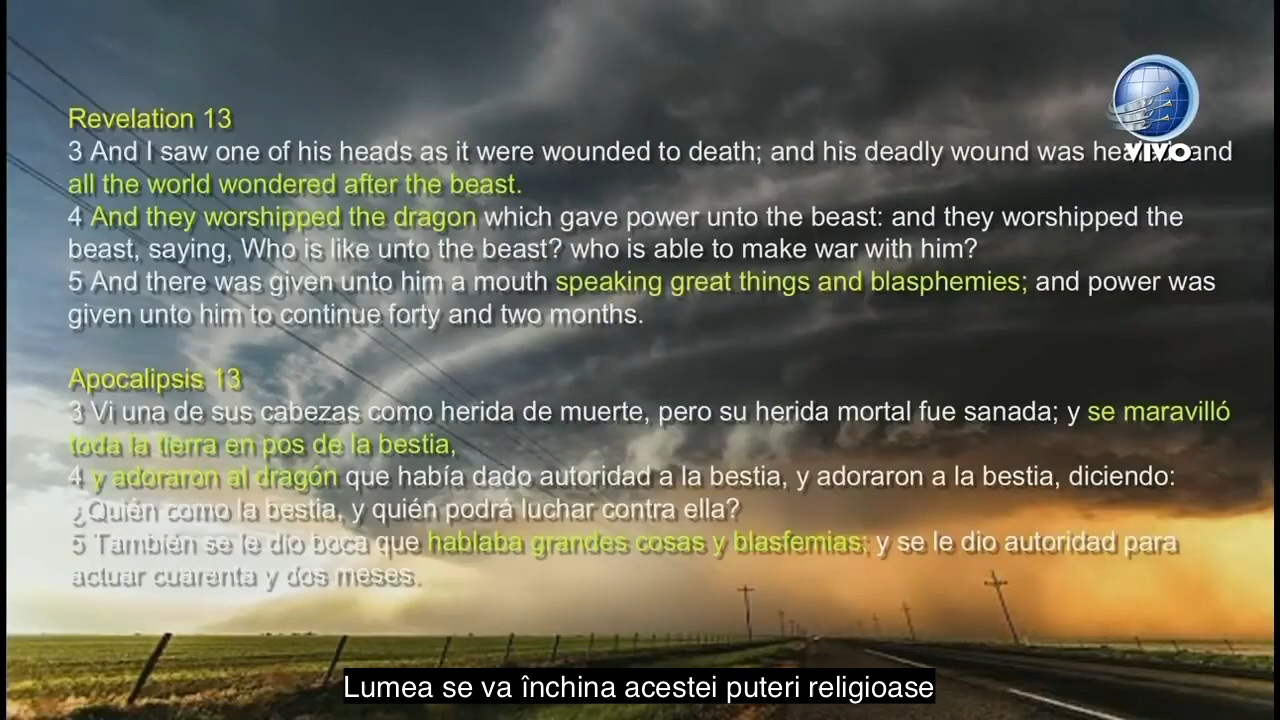 Revelation 13
3 And I saw one of his heads as it were wounded to death; and his deadly wound was and
all the world wondered after the beast.
4 And they worshipped the dragon which gave power unto the beast: and they worshipped the
beast, saying, Who is like unto the beast? who is able to make war with him?
5 And there was given unto him a mouth speaking great things and blasphemies; and power was
given unto him to continue forty and two months.
Apocalipsis 13
3 Vi una de sus cabezas como herida de muerte, pero su herida mortal fue sanada; y se maravilló
toda la tierra en pos de la bestia,
4 y adoraron al dragón que había dado autoridad a la bestia, y adoraron a la bestia, diciendo:
¿Quién como la bestia, y quién podrá luchar contra ella?
5 También se le dio boca que hablaba grandes cosas y blasfemias; y se le dio autoridad para
actuar cuarenta y dos meses.
VIVO
Lumea se va închina acestei puteri religioase